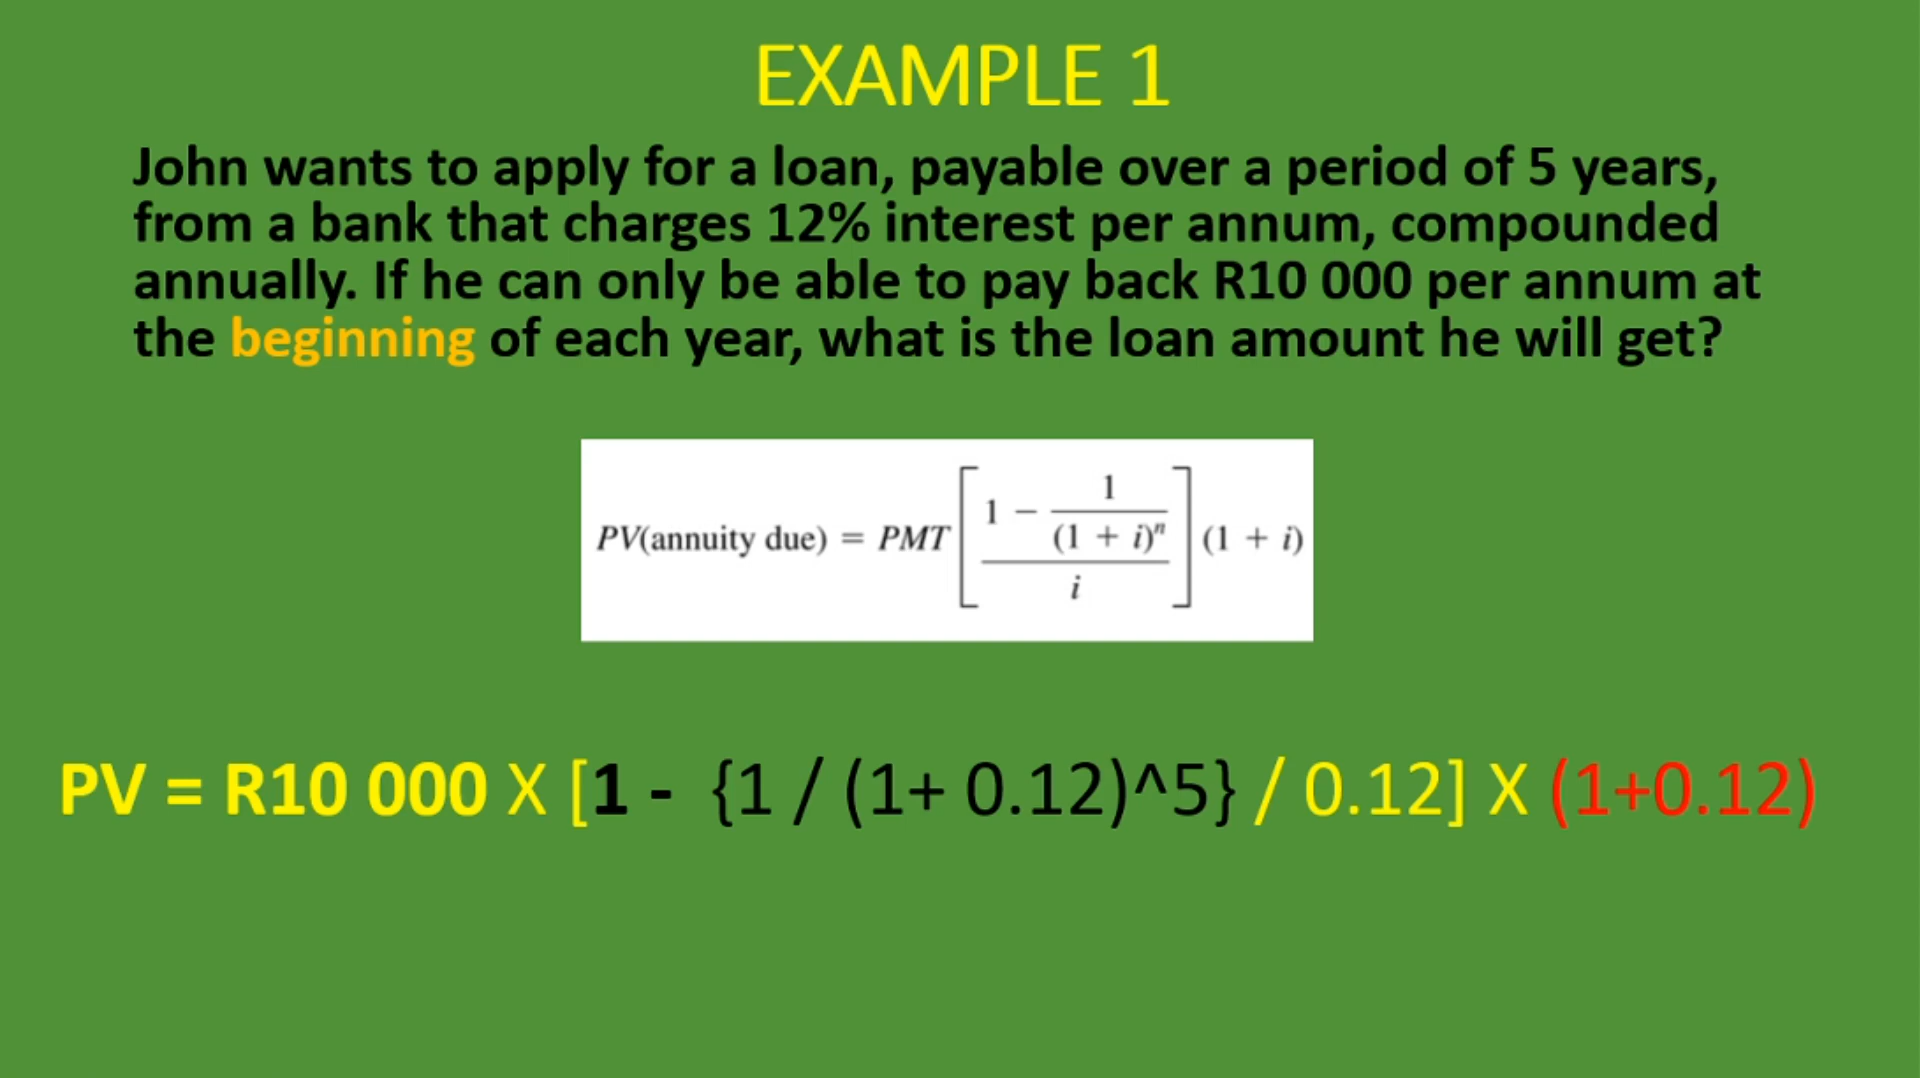 EXAMPLE 1
John wants to apply for a loan, payable over a period of 5 years,
from a bank that charges 12% interest per annum, compounded
annually. If he can only be able to pay back R10 000 per annum at
the beginning of each year, what is the loan amount he will get?
PV(annuity due) = PMT [ (1 − 1/(1 + i)ⁿ) / i ] (1 + i)
PV = R10 000 X [1 - {1 / (1+ 0.12)^5} / 0.12] X (1+0.12)